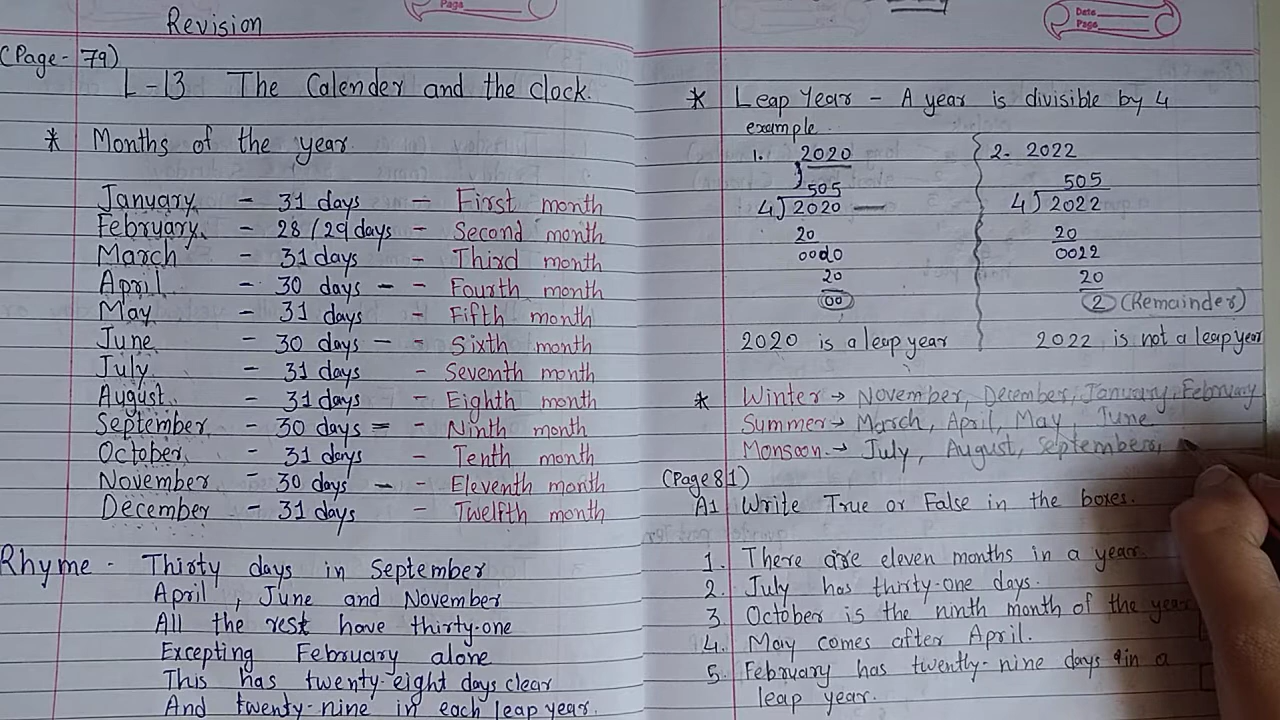 Page
Revision
(Page - 79)
L-13 The Calender and the clock.
* Months of the year
January - 31 days - First month
February - 28/29 days - Second month
March - 31 days - Third month
April - 30 days - - Fourth month
May - 31 days - Fifth month
June - 30 days - - Sixth month
July - 31 days - Seventh month
August - 31 days - Eighth month
September - 30 days = - Ninth month
October - 31 days - Tenth month
November - 30 days - - Eleventh month
December - 31 days - Twelfth month
Rhyme - Thirty days in September
April, June and November
All the rest have thirty-one
Excepting February alone
This has twenty-eight days clear
And twenty-nine in each leap year.
Date
Page
* Leap Year - A year is divisible by 4
example.
1. 2020
505
4)2020
20
0020
20
00
2020 is a leap year
2. 2022
505
4)2022
20
0022
20
2 (Remainder)
2022 is not a leap year
* Winter → November, December, January, February
Summer → March, April, May, June
Monsoon → July, August, September,
(Page 81)
A1 Write True or False in the boxes.
1. There are eleven months in a year.
2. July has thirty-one days.
3. October is the ninth month of the year
4. May comes after April.
5. February has twently-nine days in a
leap year.